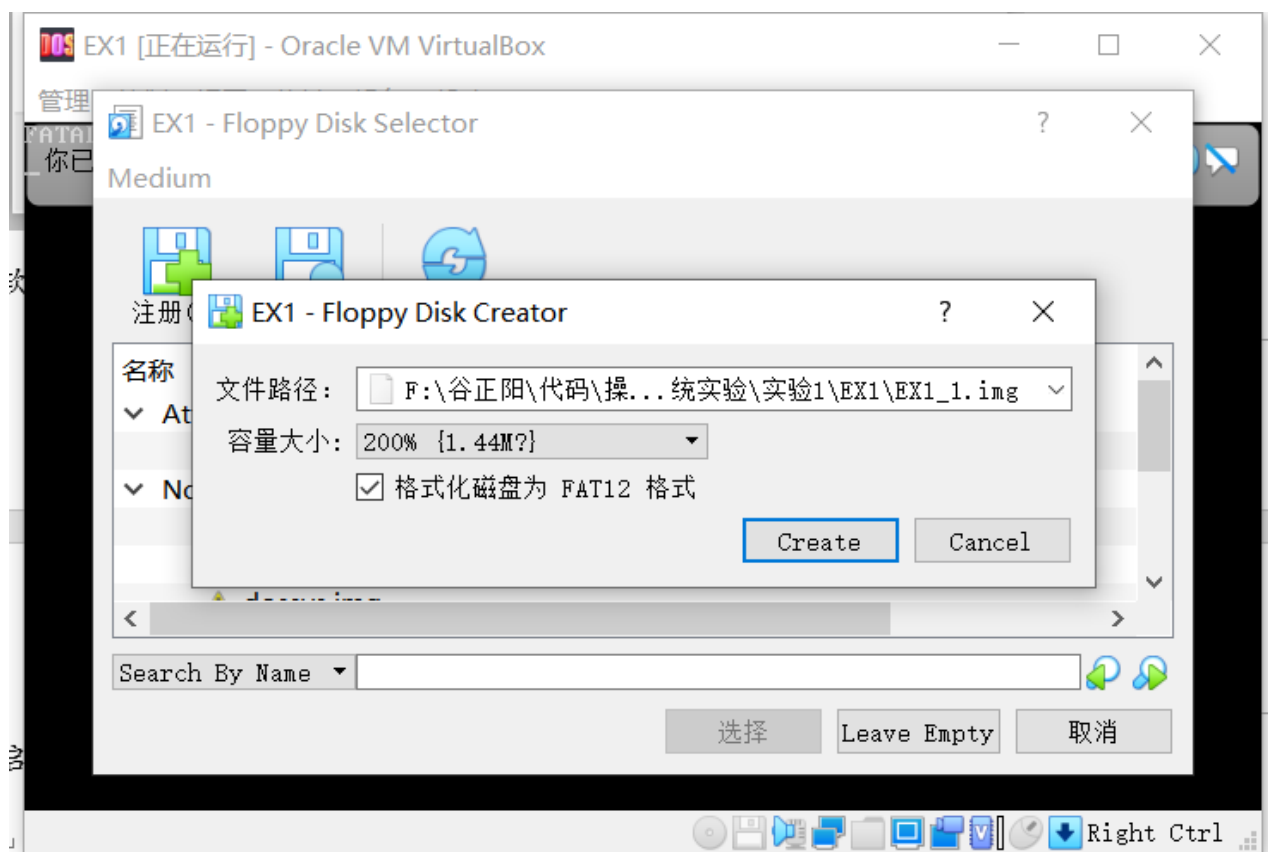 EX1 [正在运行] - Oracle VM VirtualBox
管理
FATAL
你已
EX1 - Floppy Disk Selector
?
Medium
注册(
EX1 - Floppy Disk Creator
?
名称
At
文件路径: F:\谷正阳\代码\操...统实验\实验1\EX1\EX1_1.img
容量大小: 200% {1.44M?}
No
格式化磁盘为 FAT12 格式
Create Cancel
Search By Name
选择 Leave Empty 取消
Right Ctrl